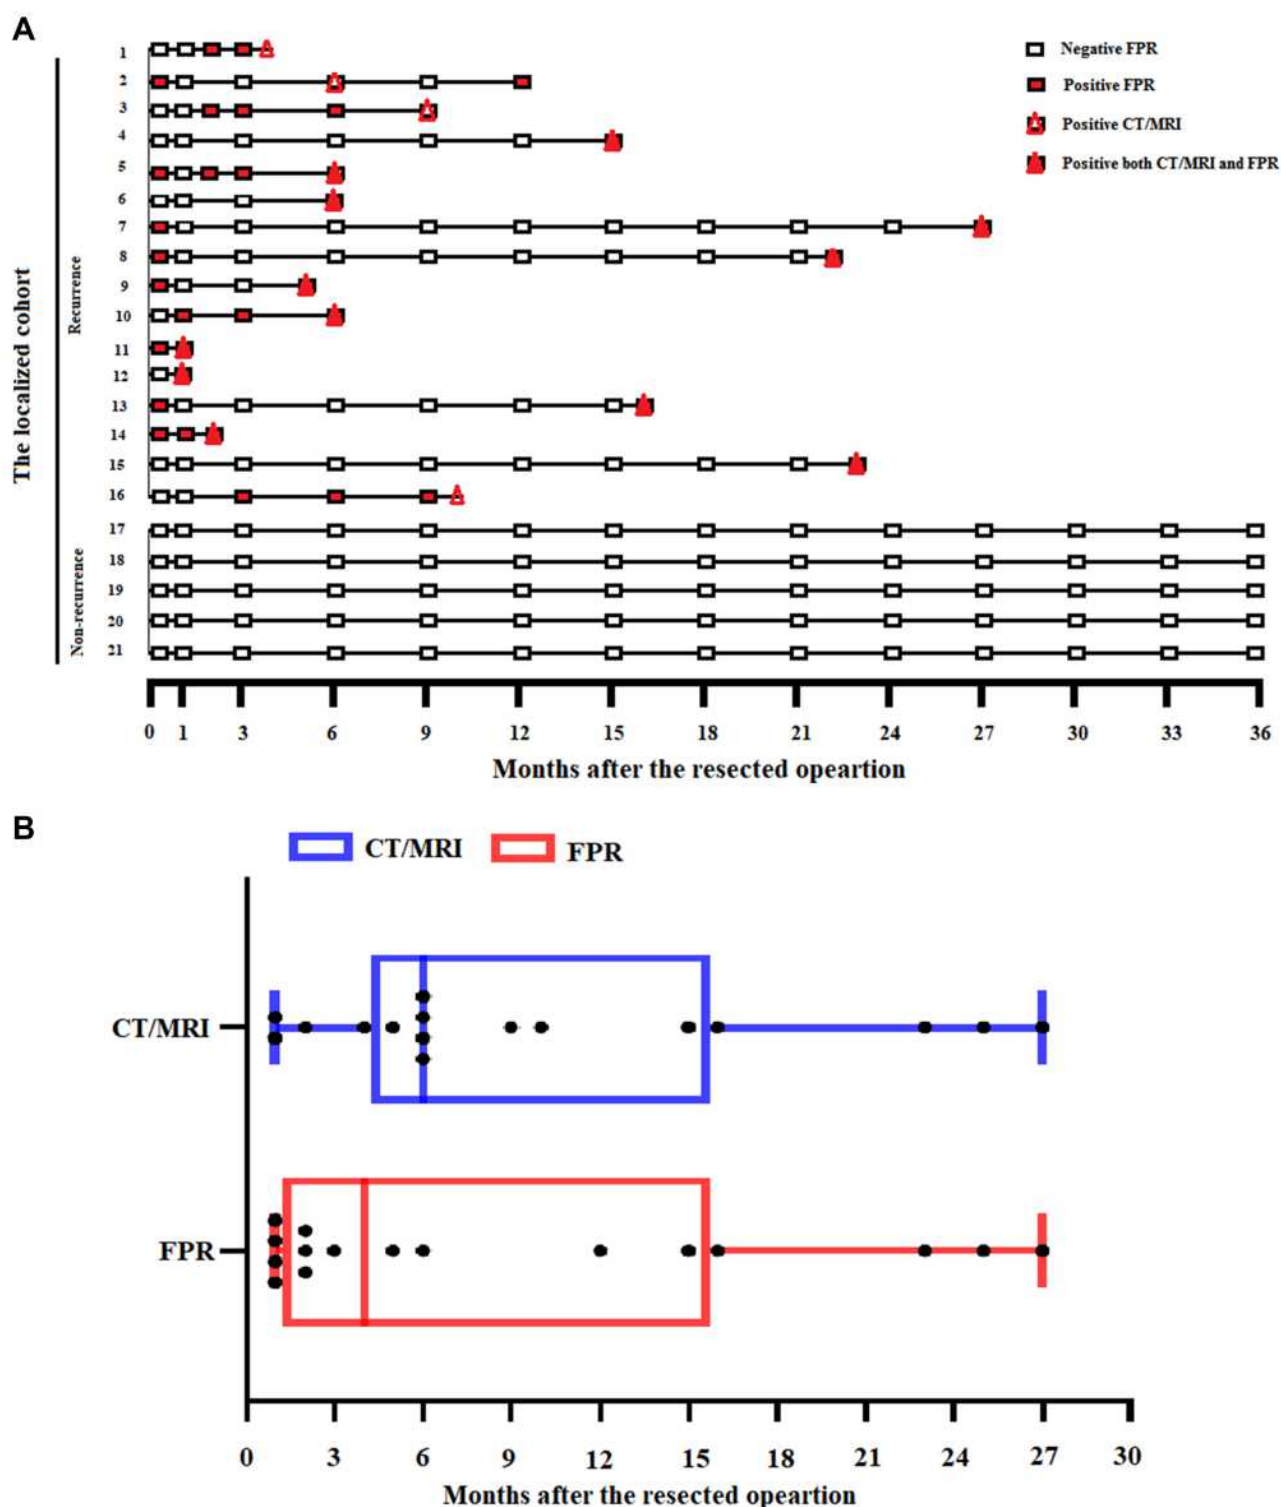 A
1
2
3
4
5
6
7
8
9
10
11
12
13
14
15
16
17
18
19
20
21
The localized cohort
Recurrence
Non-recurrence
Negative FPR
Positive FPR
Positive CT/MRI
Positive both CT/MRI and FPR
0 1 3 6 9 12 15 18 21 24 27 30 33 36
Months after the resected opeartion
B
CT/MRI FPR
CT/MRI
FPR
0 3 6 9 12 15 18 21 24 27 30
Months after the resected opeartion